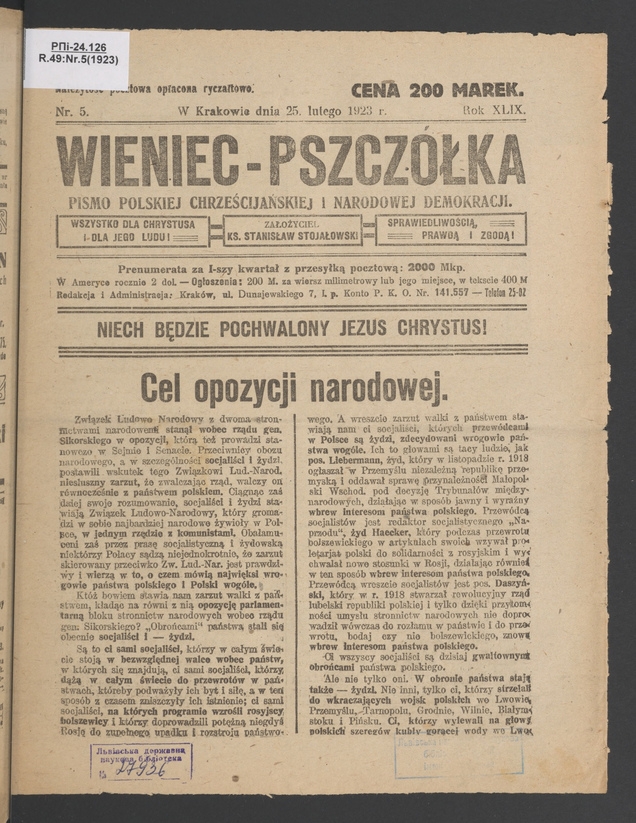 РПі-24.126
R.49:Nr.5(1923)
Należytość pocztowa opłacona ryczałtowo.
CENA 200 MAREK.
Nr. 5.
W Krakowie dnia 25. lutego 1923 r.
Rok XLIX.
WIENIEC-PSZCZÓŁKA
PISMO POLSKIEJ CHRZEŚCIJAŃSKIEJ I NARODOWEJ DEMOKRACJI.
WSZYSTKO DLA CHRYSTUSA
I DLA JEGO LUDU!
ZAŁOŻYCIEL
KS. STANISŁAW STOJAŁOWSKI
SPRAWIEDLIWOŚCIĄ,
PRAWDĄ I ZGODĄ!
Prenumerata za I-szy kwartał z przesyłką pocztową: 2000 Mkp.
W Ameryce rocznie 2 dol. — Ogłoszenia: 200 M. za wiersz milimetrowy lub jego miejsce, w tekście 400 M
Redakcja i Administracja: Kraków, ul. Dunajewskiego 7, I. p. Konto P. K. O. Nr. 141.557 — Telefon 25-92
NIECH BĘDZIE POCHWALONY JEZUS CHRYSTUS!
Cel opozycji narodowej.
Związek Ludowo Narodowy z dwoma stron-
nictwami narodowemi stanął wobec rządu gen.
Sikorskiego w opozycji, którą też prowadzi sta-
nowczo w Sejmie i Senacie. Przeciwnicy obozu
narodowego, a w szczególności socjaliści i żydzi,
postawili wskutek tego Związkowi Lud.-Narod.
niesłuszny zarzut, że zwalczając rząd, walczy on
równocześnie z państwem polskiem. Ciągnąc zaś
dalej swoje rozumowanie, socjaliści i żydzi sta-
wiają Związek Ludowo-Narodowy, który groma-
dzi w sobie najbardziej narodowe żywioły w Pol-
sce, w jednym rzędzie z komunistami. Obałamu-
ceni zaś przez prasę socjalistyczną i żydowską
niektórzy Polacy sądzą niejednokrotnie, że zarzut
skierowany przeciwko Zw. Lud.-Nar. jest prawdzi-
wy i wierzą w to, o czem mówią najwięksi wro-
gowie państwa polskiego i Polski wogóle.
Któż bowiem stawia nam zarzut walki z pań-
stwem, kładąc na równi z nią opozycję parlamen-
tarną bloku stronnictw narodowych wobec rządu
gen. Sikorskiego? „Obrońcami" państwa stali się
obecnie socjaliści i — żydzi.
Są to ci sami socjaliści, którzy w całym świe-
cie stoją w bezwzględnej walce wobec państw,
w których się znajdują, ci sami socjaliści, którzy
dążą w całym świecie do przewrotów w pań-
stwach, któreby podważyły ich byt i siłę, a w ten
sposób z czasem zniszczyły ich istnienie; ci sami
socjaliści, na których programie wzrośli rosyjscy
bolszewicy i którzy doprowadzili potężną niegdyś
Rosję do zupełnego upadku i rozstroju państwo-
wego. A wreszcie zarzut walki z państwem sta-
wiają nam ci socjaliści, których przewódcami
w Polsce są żydzi, zdecydowani wrogowie pań-
stwa wogóle. Ich to głowami są tacy ludzie, jak
pos. Liebermann, żyd, który w listopadzie r. 1918
ogłaszał w Przemyślu niezależną republikę prze-
myską i oddawał sprawę przynależności Małopol-
ski Wschod. pod decyzję Trybunałów między-
narodowych, działając w sposób jawny i wyraźny
wbrew interesom państwa polskiego. Przewódcą
socjalistów jest redaktor socjalistycznego „Na-
przodu", żyd Haecker, który podczas przewrotu
bolszewickiego w artykułach swoich wzywał pro-
letarjat polski do solidarności z rosyjskim i wy-
chwalał nowe stosunki w Rosji, działając również
w ten sposób wbrew interesom państwa polskiego.
Przewódcą wreszcie socjalistów jest pos. Daszyń-
ski, który w r. 1918 stwarzał rewolucyjny rząd
lubelski republiki polskiej i tylko dzięki przytom-
ności umysłu stronnictw narodowych nie dopro-
wadził wówczas do rozłamu w państwie i do prze-
wrotu, bodaj czy nie bolszewickiego, znowu
wbrew interesom państwa polskiego.
Ci wszyscy socjaliści są dzisiaj gwałtownymi
obrońcami państwa polskiego.
Ale nie tylko oni. W obronie państwa stają
także — żydzi. Nie inni, tylko ci, którzy strzelali
do wkraczających wojsk polskich we Lwowie,
Przemyślu, Tarnopolu, Grodnie, Wilnie, Białym-
stoku i Pińsku. Ci, którzy wylewali na głowy
polskich szeregów kubły gorącej wody we Lwo-
Львівська державна
наукова бібліотека
№ 27936